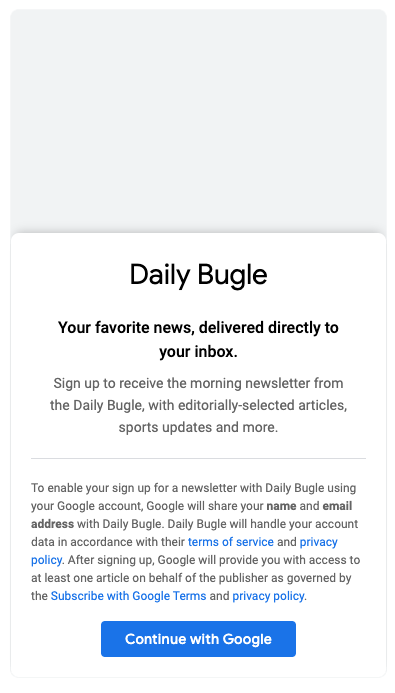 Daily Bugle
Your favorite news, delivered directly to
your inbox.
Sign up to receive the morning newsletter from
the Daily Bugle, with editorially-selected articles,
sports updates and more.
To enable your sign up for a newsletter with Daily Bugle using
your Google account, Google will share your name and email
address with Daily Bugle. Daily Bugle will handle your account
data in accordance with their terms of service and privacy
policy. After signing up, Google will provide you with access to
at least one article on behalf of the publisher as governed by
the Subscribe with Google Terms and privacy policy.
Continue with Google